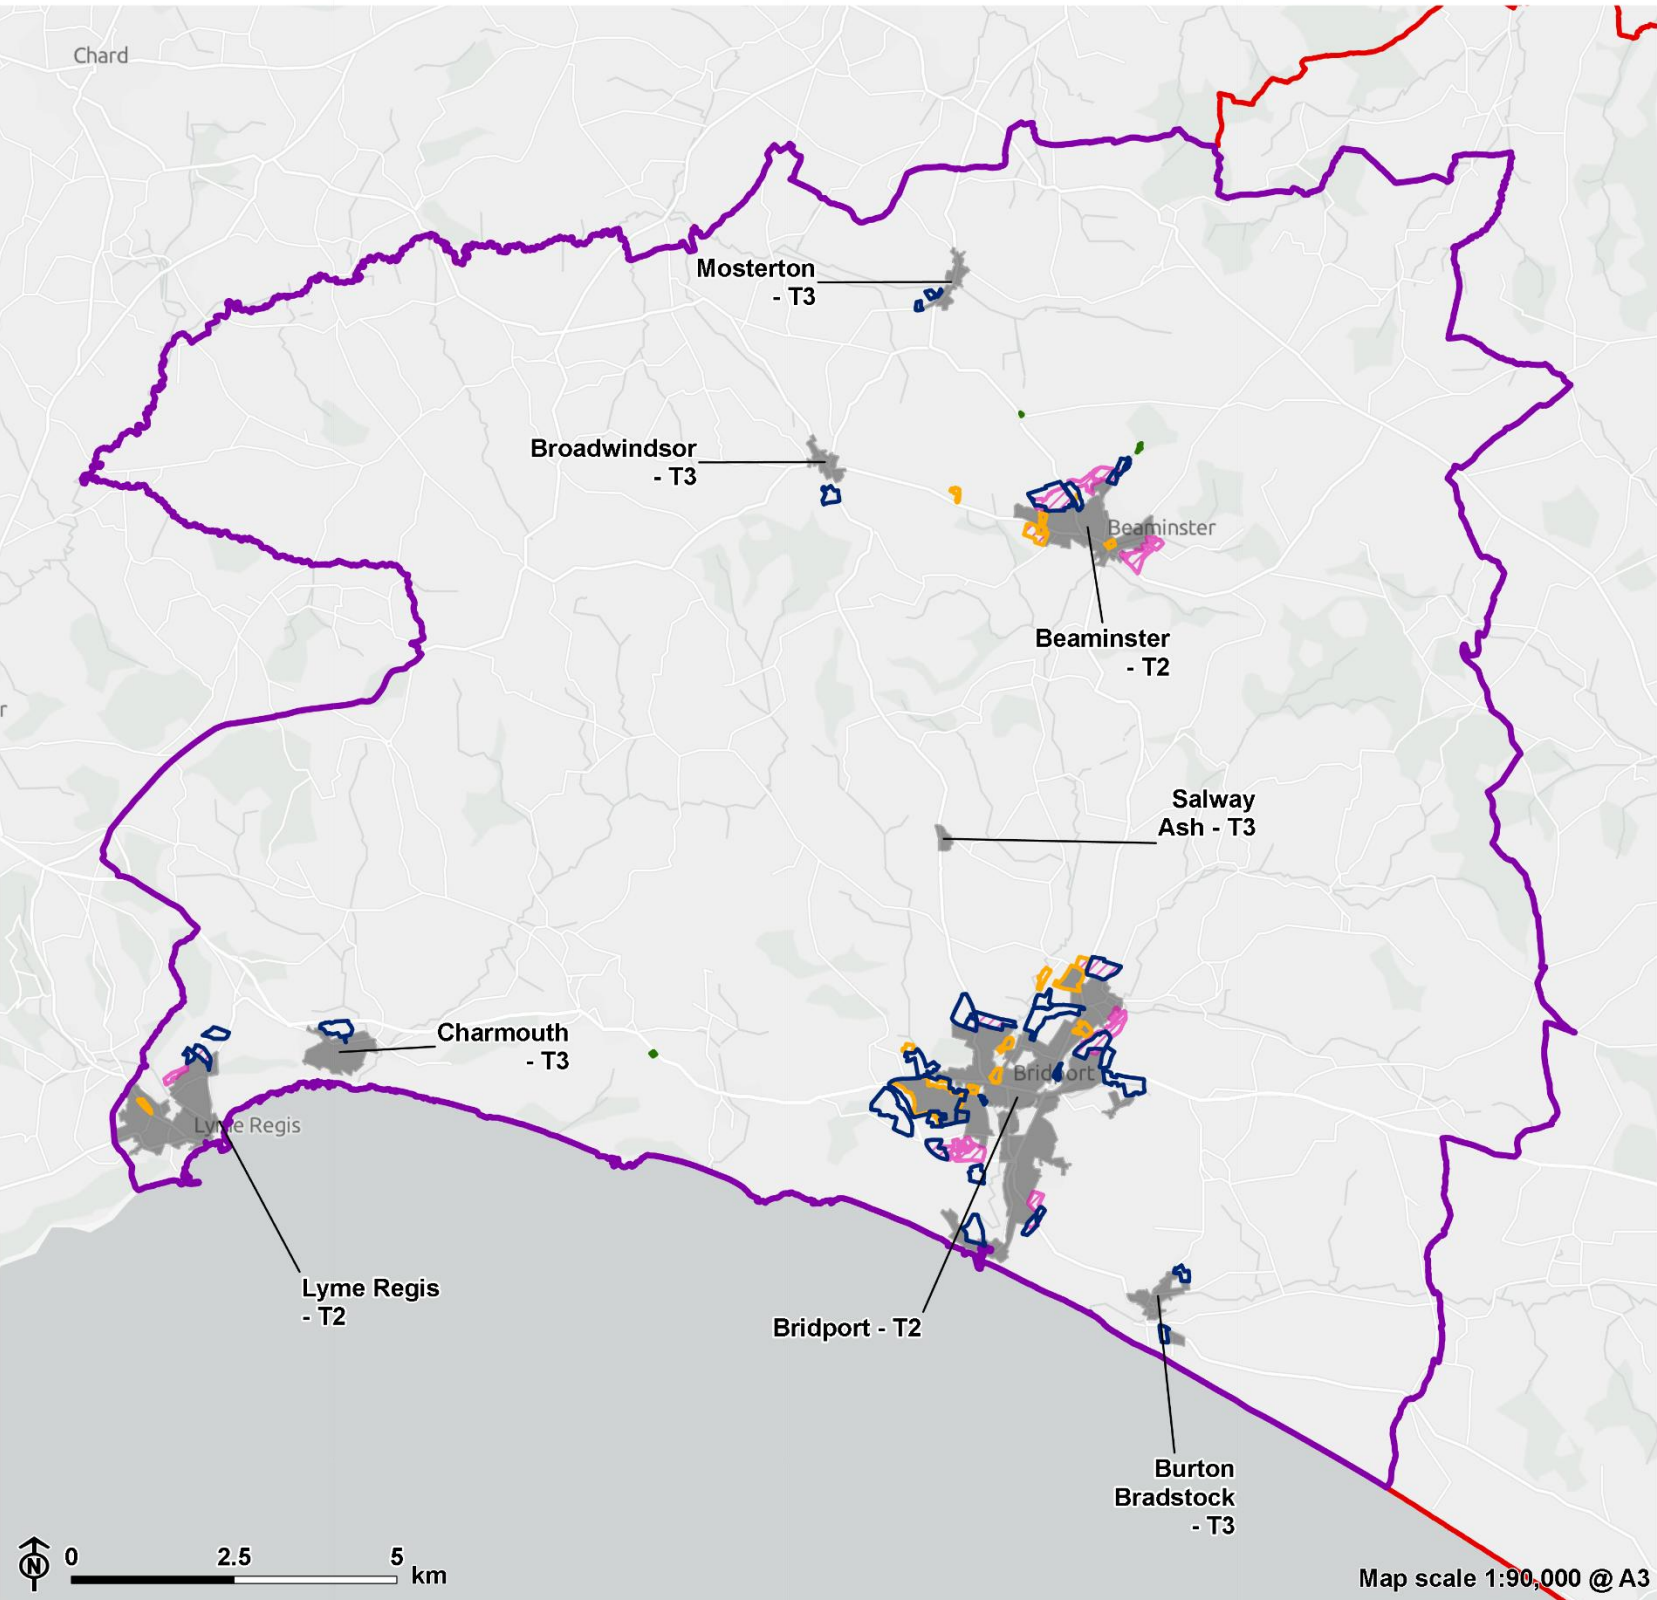 Chard
Mosterton
- T3
Broadwindsor
- T3
Beaminster
Beaminster
- T2
r
Salway
Ash - T3
Charmouth
- T3
Bridport
Lyme Regis
Lyme Regis
- T2
Bridport - T2
Burton
Bradstock
- T3
N
0 2.5 5
km
Map scale 1:90,000 @ A3